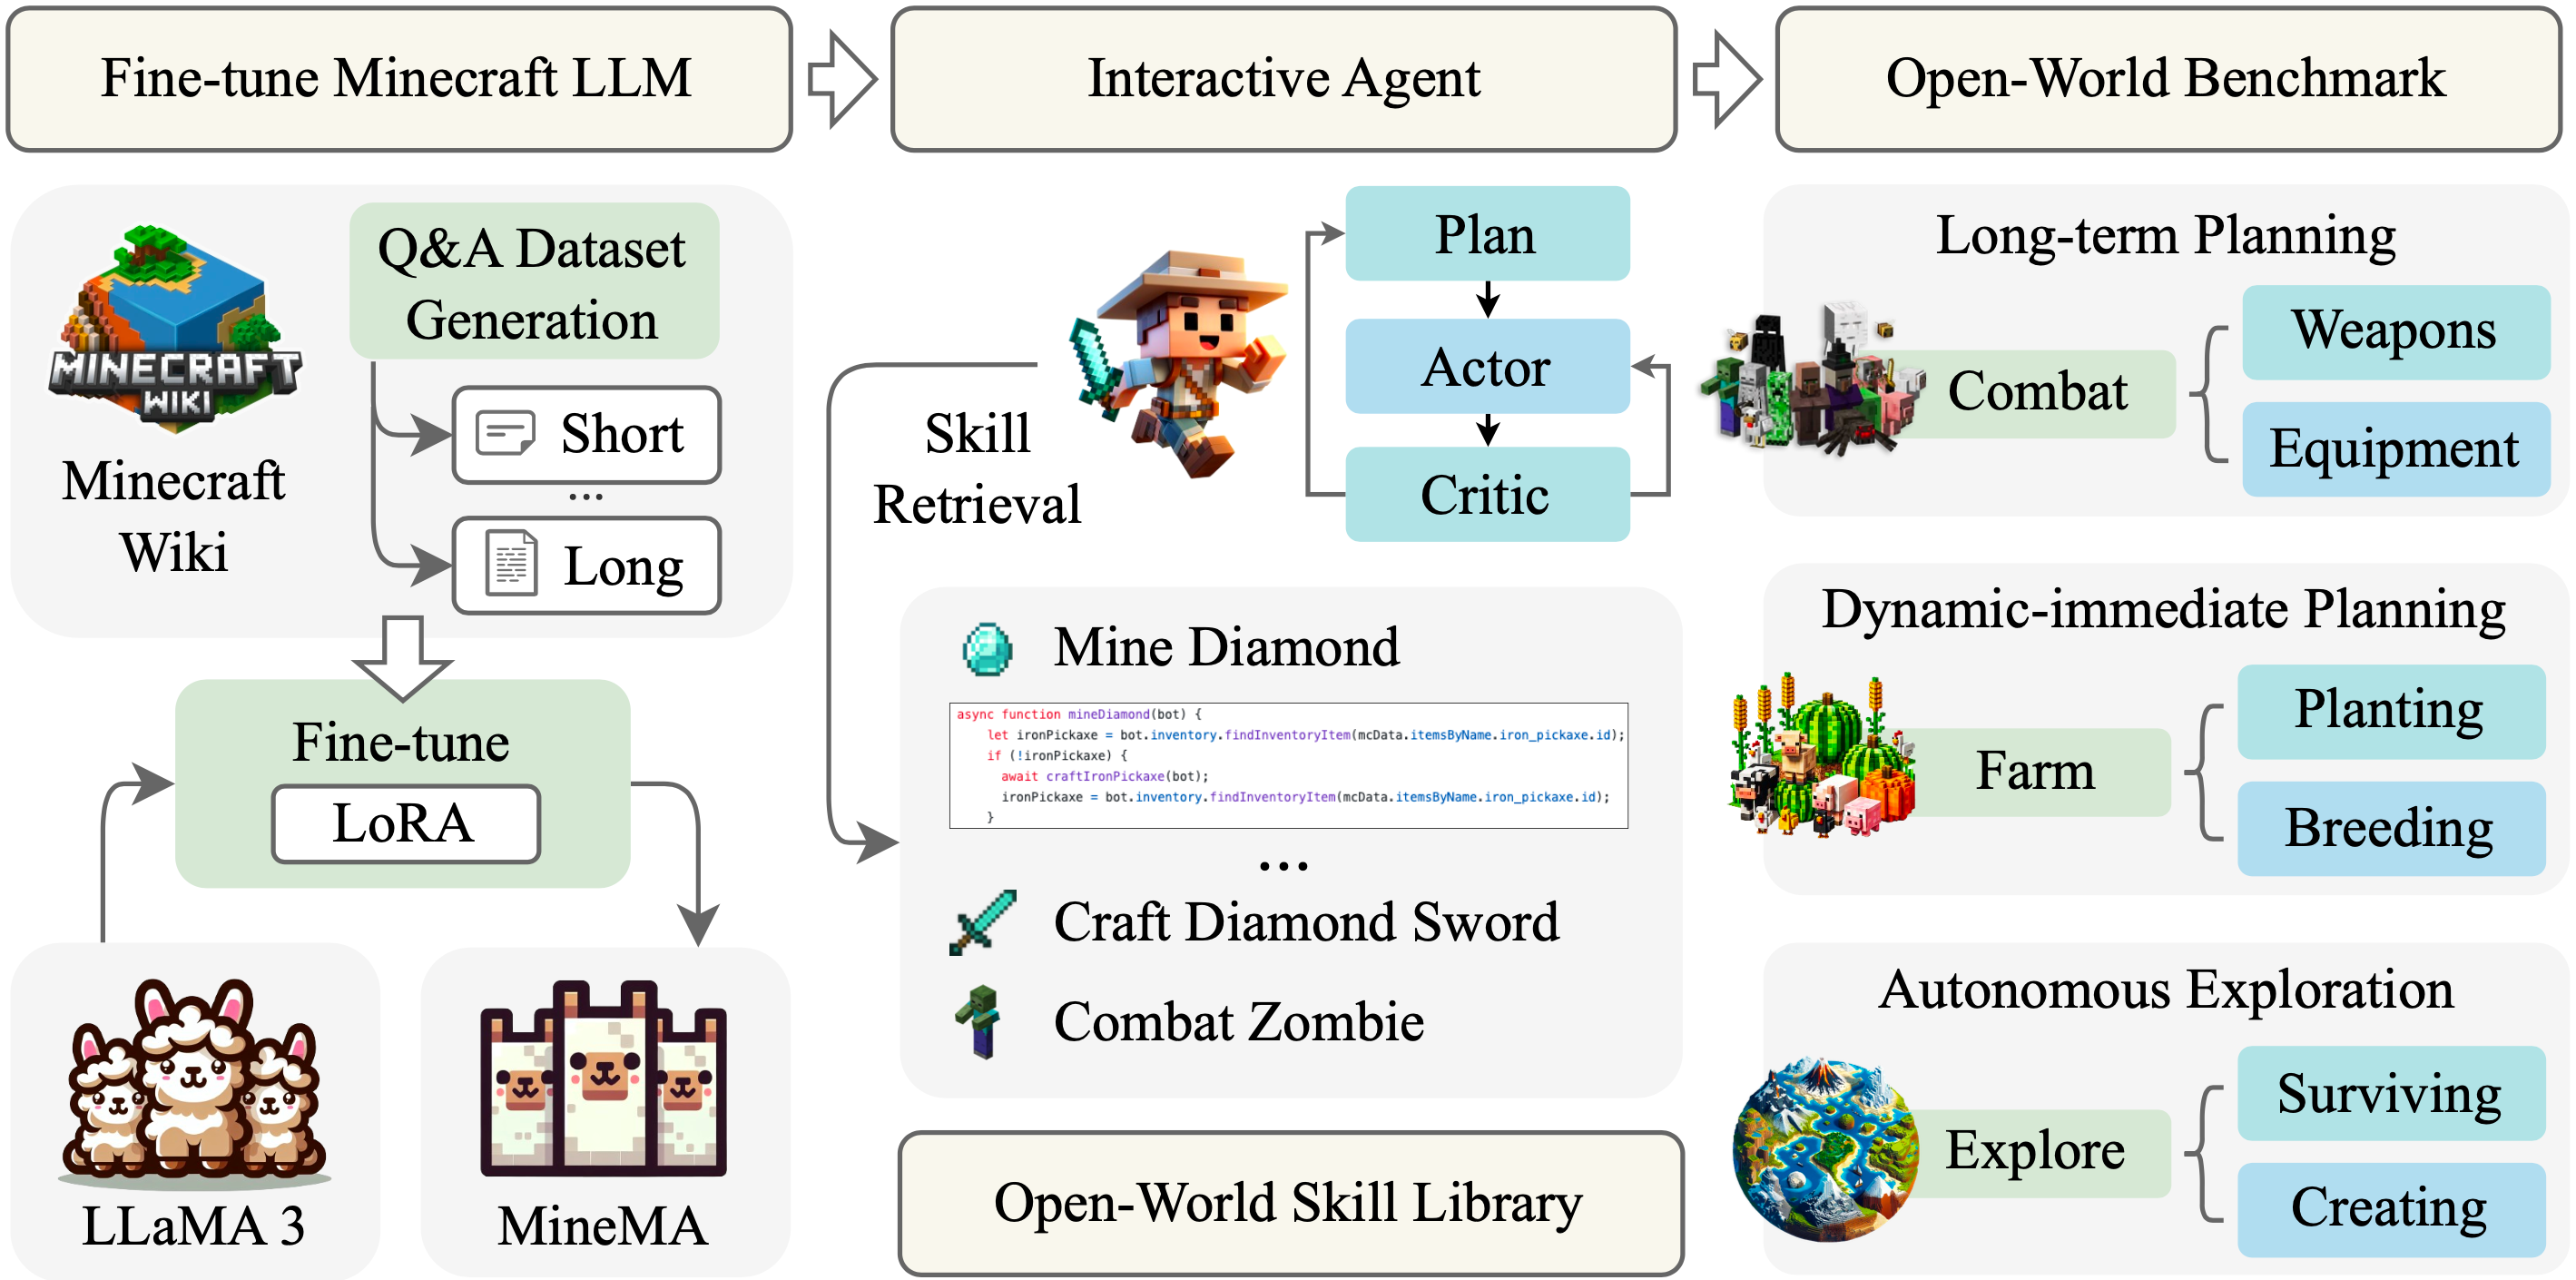 Fine-tune Minecraft LLM
Interactive Agent
Open-World Benchmark
MINECRAFT
WIKI
Minecraft
Wiki
Q&A Dataset
Generation
Short
...
Long
Fine-tune
LoRA
LLaMA 3
MineMA
Skill
Retrieval
Plan
Actor
Critic
Mine Diamond
async function mineDiamond(bot) {
let ironPickaxe = bot.inventory.findInventoryItem(mcData.itemsByName.iron_pickaxe.id);
if (!ironPickaxe) {
await craftIronPickaxe(bot);
ironPickaxe = bot.inventory.findInventoryItem(mcData.itemsByName.iron_pickaxe.id);
}
...
Craft Diamond Sword
Combat Zombie
Open-World Skill Library
Long-term Planning
Combat
Weapons
Equipment
Dynamic-immediate Planning
Farm
Planting
Breeding
Autonomous Exploration
Explore
Surviving
Creating